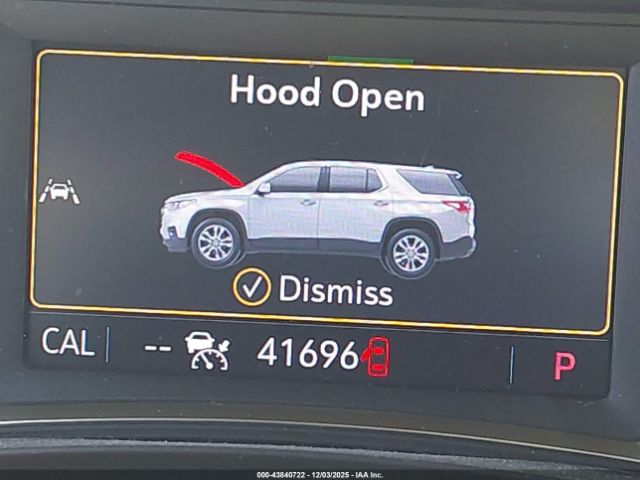 Hood Open
Dismiss
CAL -- 41696 P
000-43840722 - 12/03/2025 - IAA Inc.